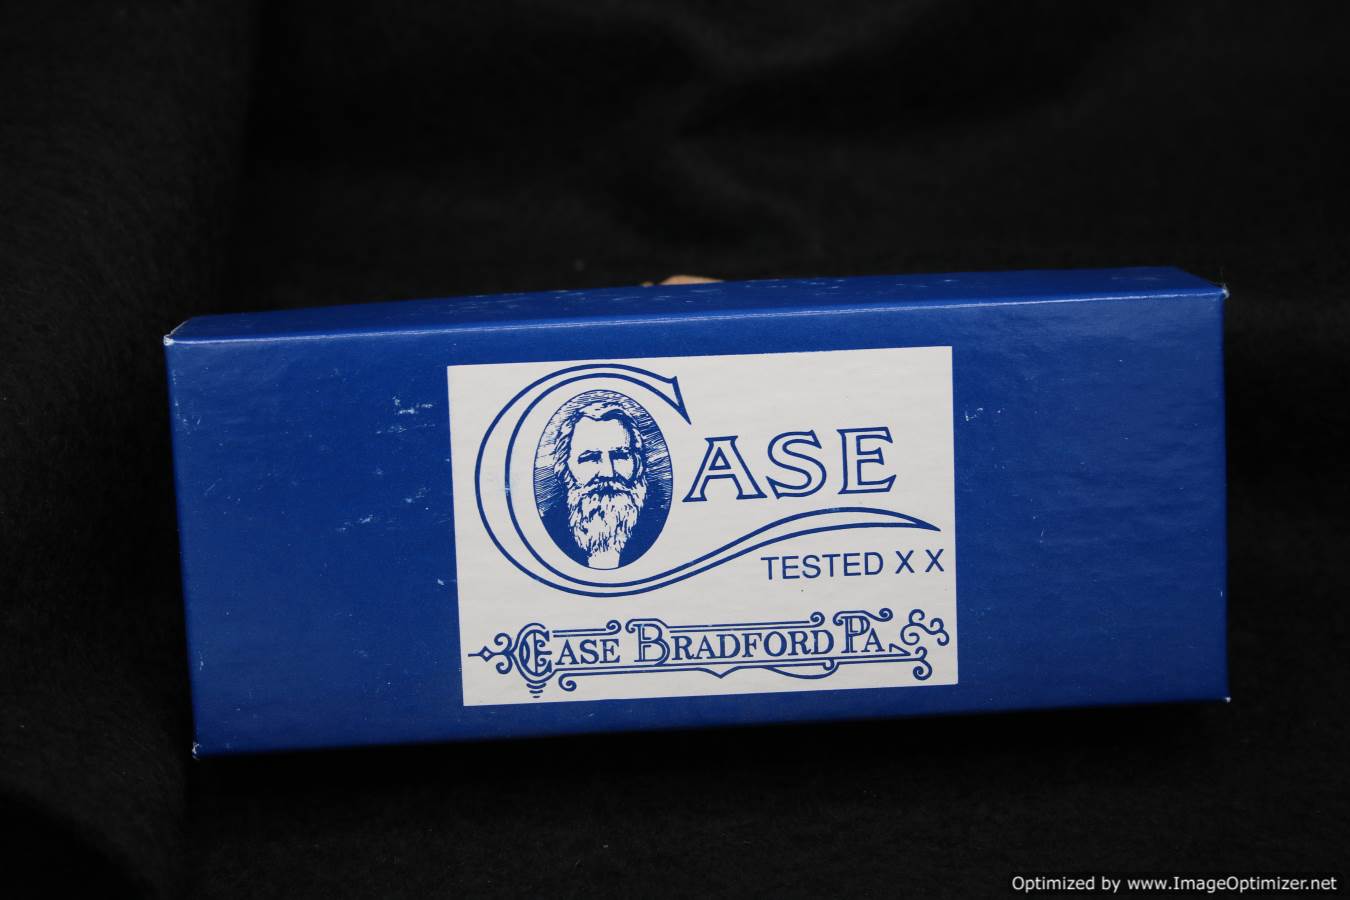 CASE
TESTED X X
CASE BRADFORD PA.
Optimized by www.ImageOptimizer.net